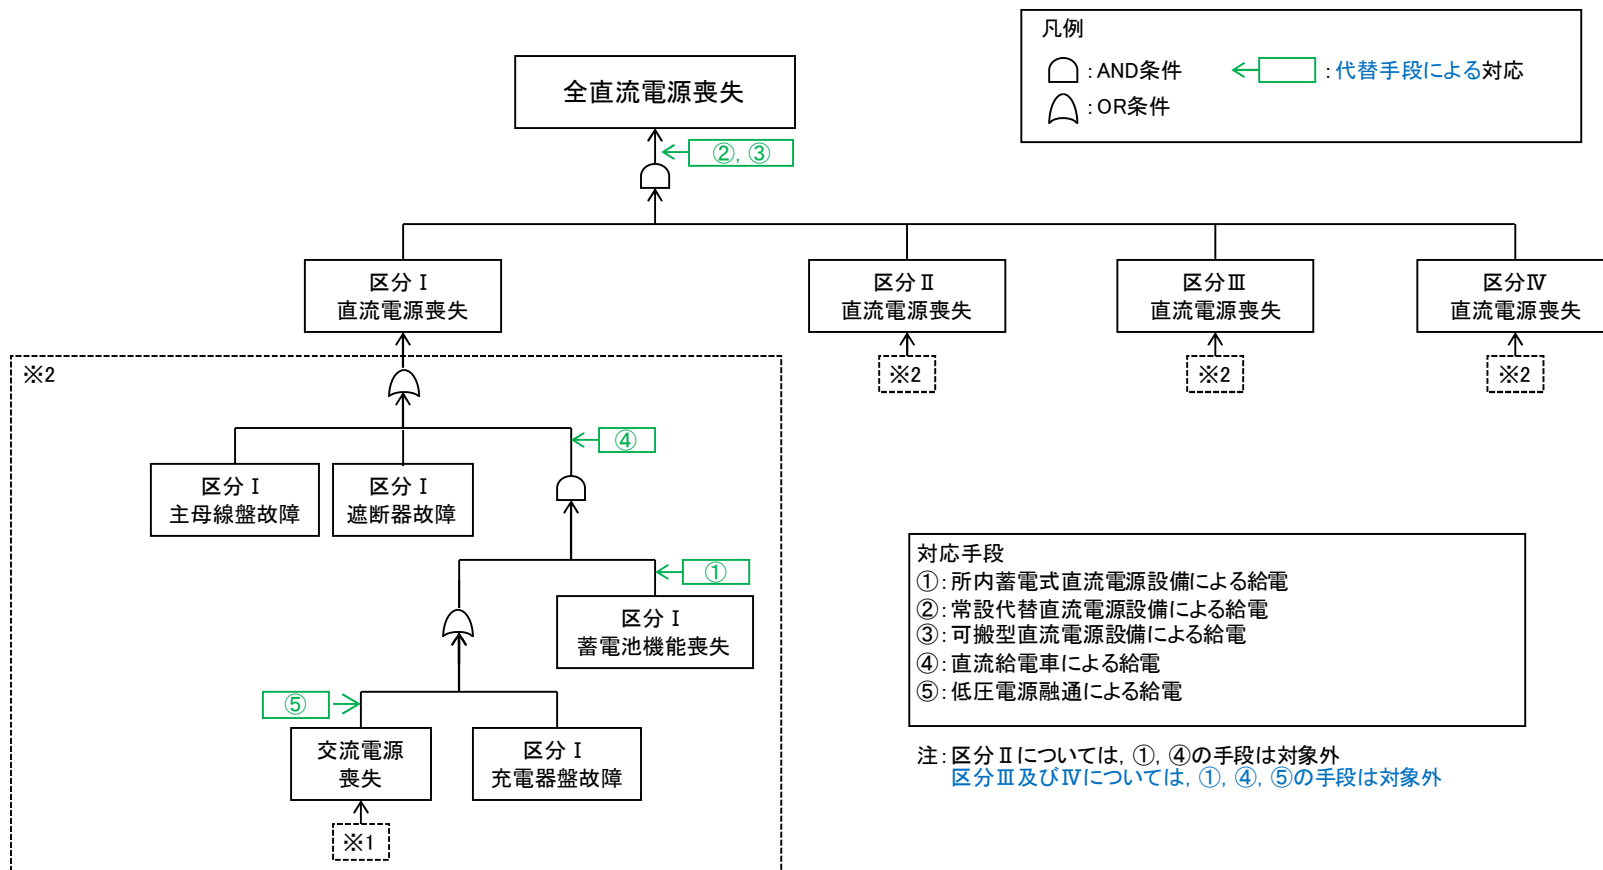 凡例
：AND条件
：代替手段による対応
：OR条件
全直流電源喪失
②，③
区分Ⅰ
直流電源喪失
区分Ⅱ
直流電源喪失
区分Ⅲ
直流電源喪失
区分Ⅳ
直流電源喪失
※2
※2
※2
※2
④
区分Ⅰ
主母線盤故障
区分Ⅰ
遮断器故障
①
区分Ⅰ
蓄電池機能喪失
⑤
交流電源
喪失
区分Ⅰ
充電器盤故障
※1
対応手段
①：所内蓄電式直流電源設備による給電
②：常設代替直流電源設備による給電
③：可搬型直流電源設備による給電
④：直流給電車による給電
⑤：低圧電源融通による給電
注：区分Ⅱについては，①，④の手段は対象外
区分Ⅲ及びⅣについては，①，④，⑤の手段は対象外